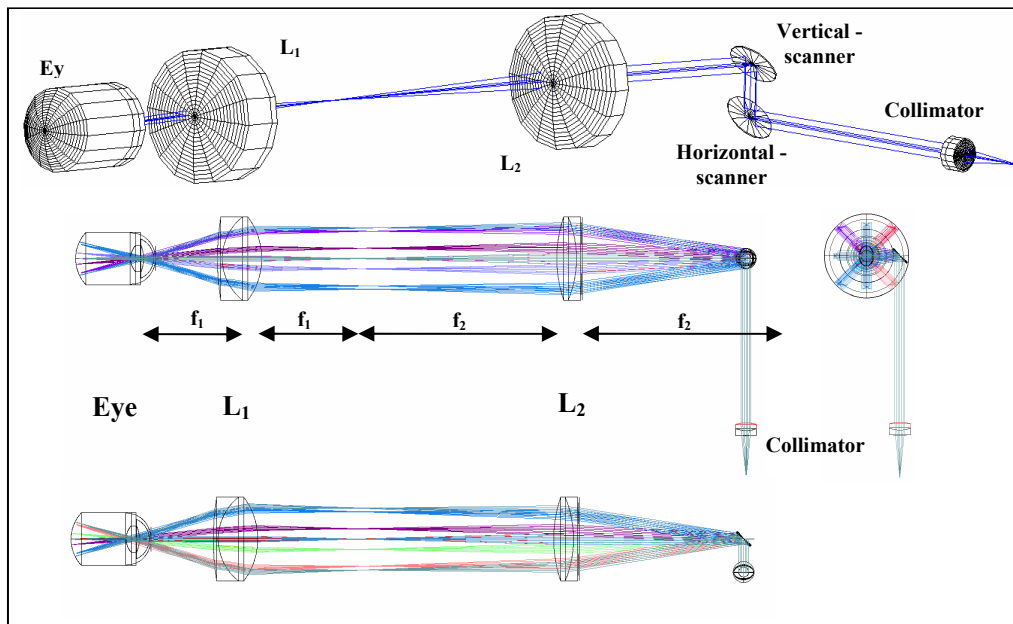 L1
Ey
Vertical -
scanner
Collimator
L2
Horizontal -
scanner
f1
f1
f2
f2
Eye
L1
L2
Collimator